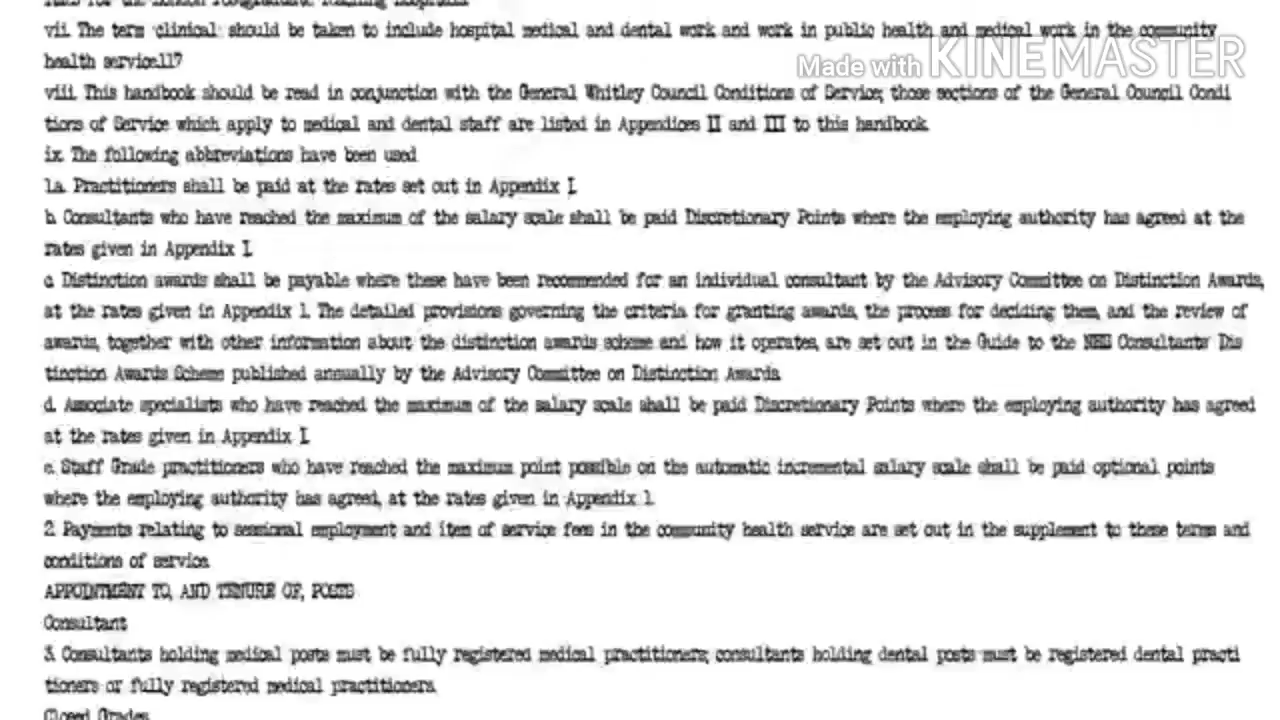 vii. The term clinical should be taken to include hospital medical and dental work and work in public health and medical work in the community
health service.117
viii. This handbook should be read in conjunction with the General Whitley Council Conditions of Service; those sections of the General Council Condi
tions of Service which apply to medical and dental staff are listed in Appendices II and III to this handbook.
ix. The following abbreviations have been used
1a. Practitioners shall be paid at the rates set out in Appendix I.
b. Consultants who have reached the maximum of the salary scale shall be paid Discretionary Points where the employing authority has agreed at the
rates given in Appendix I.
c. Distinction awards shall be payable where these have been recommended for an individual consultant by the Advisory Committee on Distinction Awards,
at the rates given in Appendix 1. The detailed provisions governing the criteria for granting awards, the process for deciding them, and the review of
awards, together with other information about the distinction awards scheme and how it operates, are set out in the Guide to the NHS Consultants' Dis
tinction Awards Scheme published annually by the Advisory Committee on Distinction Awards.
d. Associate specialists who have reached the maximum of the salary scale shall be paid Discretionary Points where the employing authority has agreed
at the rates given in Appendix I.
e. Staff Grade practitioners who have reached the maximum point possible on the automatic incremental salary scale shall be paid optional points
where the employing authority has agreed, at the rates given in Appendix 1.
2. Payments relating to sessional employment and item of service fees in the community health service are set out in the supplement to these terms and
conditions of service.
APPOINTMENT TO, AND TENURE OF, POSTS
Consultant
3. Consultants holding medical posts must be fully registered medical practitioners; consultants holding dental posts must be registered dental practi
tioners or fully registered medical practitioners.
Closed Grades
Made with KINEMASTER